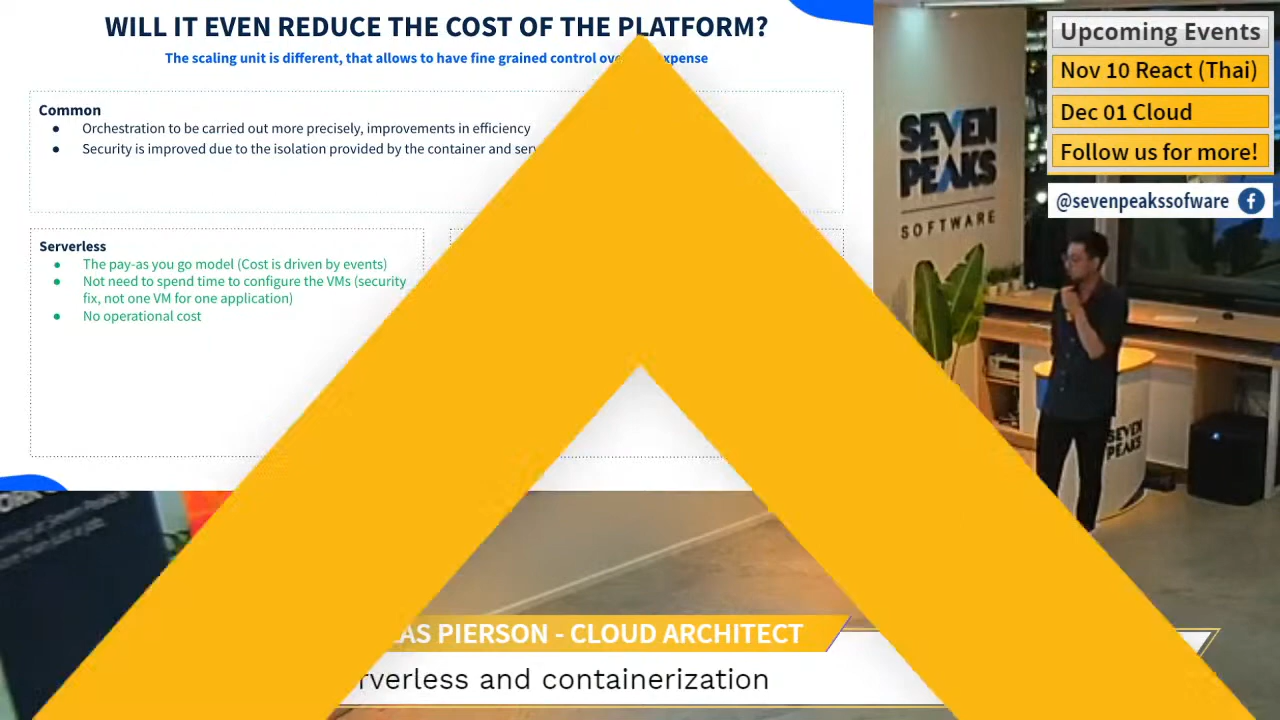 WILL IT EVEN REDUCE THE COST OF THE PLATFORM?
The scaling unit is different, that allows to have fine grained control
Common
● Orchestration to be carried out more precisely, improvements in efficiency
● Security is improved due to the isolation provided by the container and
Serverless
● The pay-as you go model (Cost is driven by events)
● Not need to spend time to configure the VMs (security
fix, not one VM for one application)
● No operational cost
Upcoming Events
Nov 10 React (Thai)
Dec 01 Cloud
Follow us for more!
@sevenpeakssofware
SEVEN
PEAKS
SOFTWARE
SEVEN
PEAKS
PIERSON - CLOUD ARCHITECT
and containerization